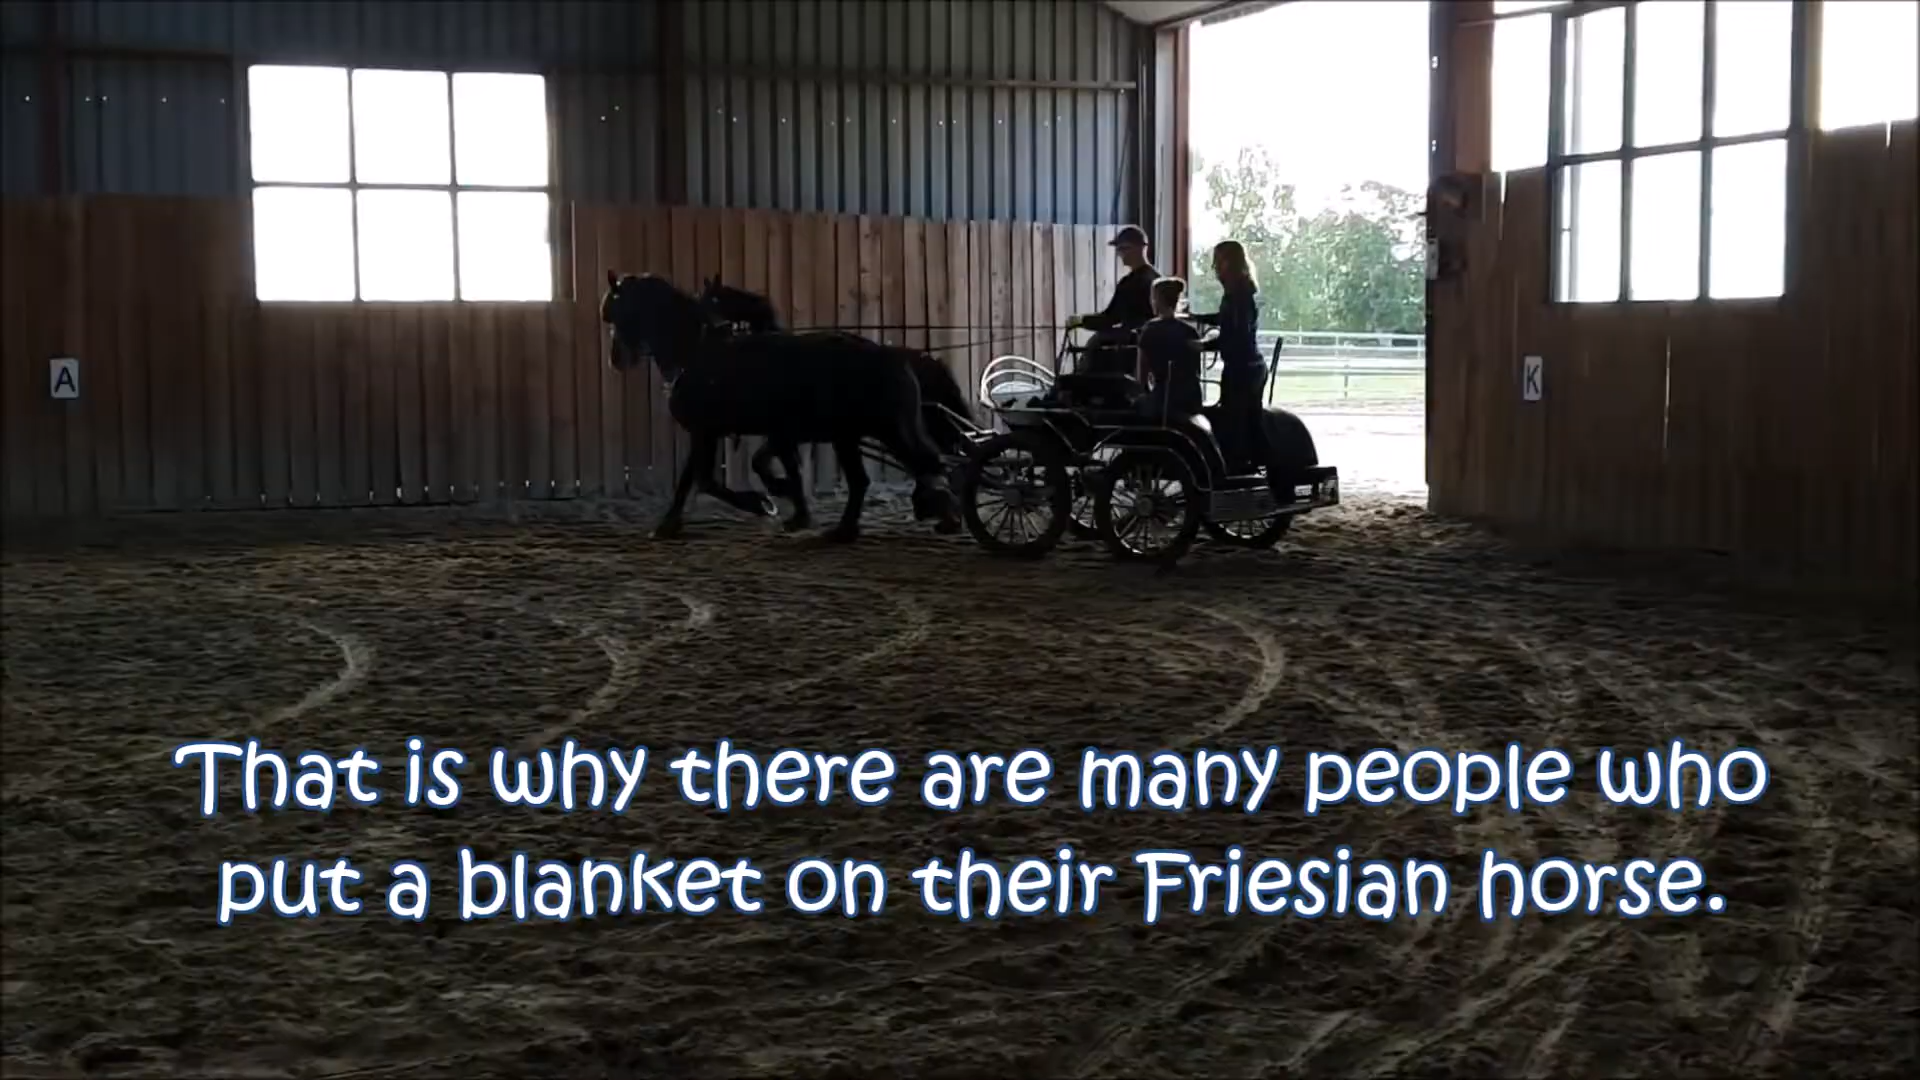 A
K
That is why there are many people who
put a blanket on their Friesian horse.